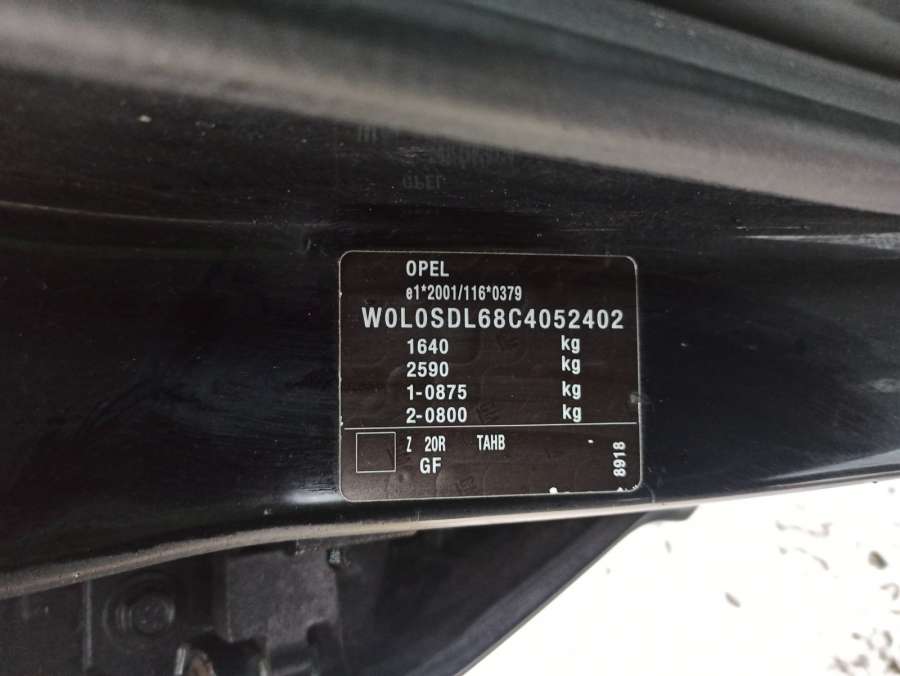 OPEL
e1*2001/116*0379
W0L0SDL68C4052402
1640 kg
2590 kg
1-0875 kg
2-0800 kg
Z 20R TAHB
GF
8918